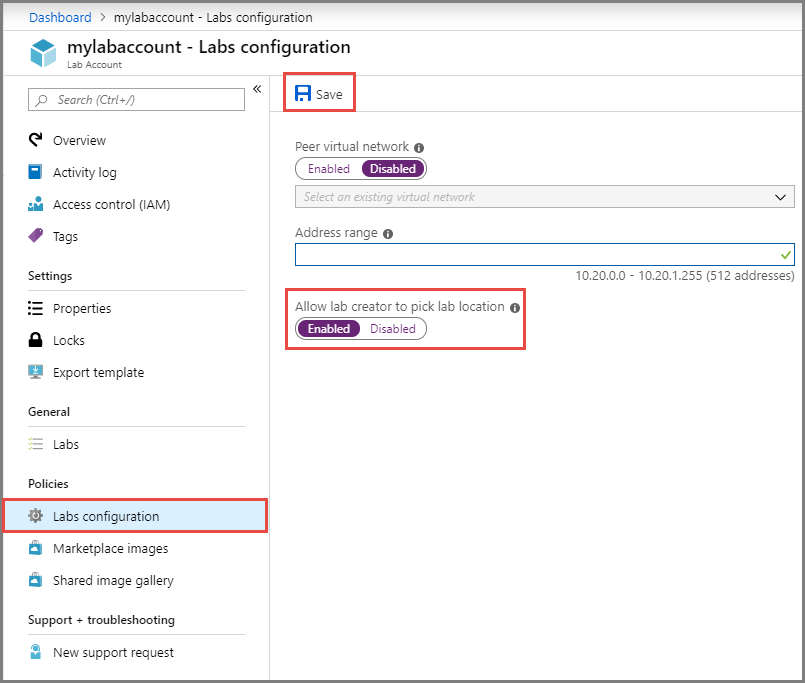 Dashboard > mylabaccount - Labs configuration
mylabaccount - Labs configuration
Lab Account
Search (Ctrl+/)
«
Overview
Activity log
Access control (IAM)
Tags
Settings
Properties
Locks
Export template
General
Labs
Policies
Labs configuration
Marketplace images
Shared image gallery
Support + troubleshooting
New support request
Save
Peer virtual network
Enabled Disabled
Select an existing virtual network
Address range
10.20.0.0 - 10.20.1.255 (512 addresses)
Allow lab creator to pick lab location
Enabled Disabled